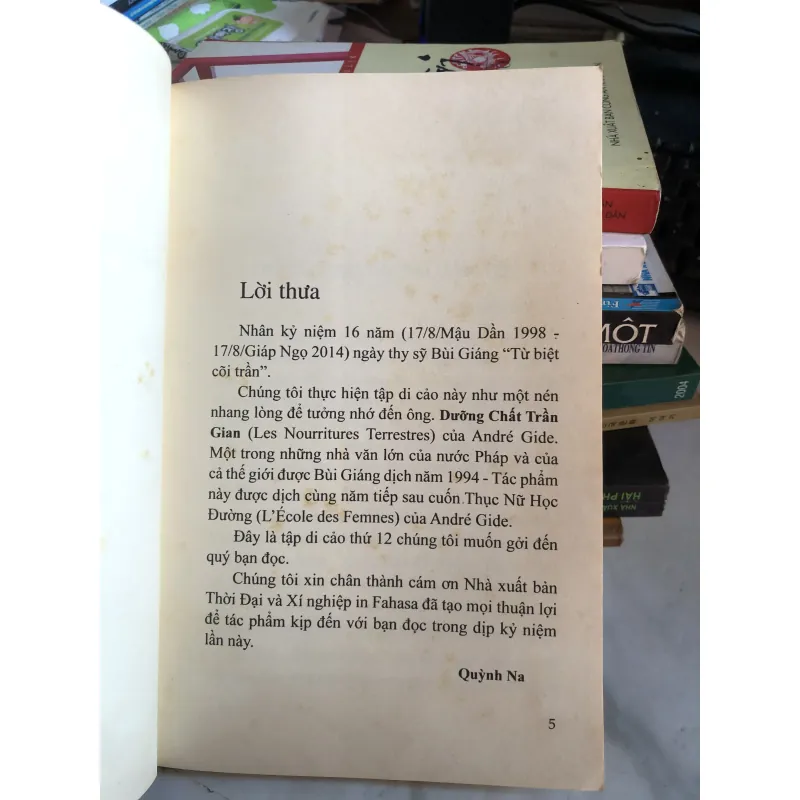 Lời thưa
Nhân kỷ niệm 16 năm (17/8/Mậu Dần 1998 -
17/8/Giáp Ngọ 2014) ngày thy sỹ Bùi Giáng “Từ biệt
cõi trần”.
Chúng tôi thực hiện tập di cảo này như một nén
nhang lòng để tưởng nhớ đến ông. Dưỡng Chất Trần
Gian (Les Nourritures Terrestres) của André Gide.
Một trong những nhà văn lớn của nước Pháp và của
cả thế giới được Bùi Giáng dịch năm 1994 - Tác phẩm
này được dịch cùng năm tiếp sau cuốn Thục Nữ Học
Đường (L’École des Femnes) của André Gide.
Đây là tập di cảo thứ 12 chúng tôi muốn gởi đến
quý bạn đọc.
Chúng tôi xin chân thành cám ơn Nhà xuất bản
Thời Đại và Xí nghiệp in Fahasa đã tạo mọi thuận lợi
để tác phẩm kịp đến với bạn đọc trong dịp kỷ niệm
lần này.
Quỳnh Na
5
NHÀ XUẤT BẢN
MỘT
2004
HẢI PH
NHÀ XUẤ